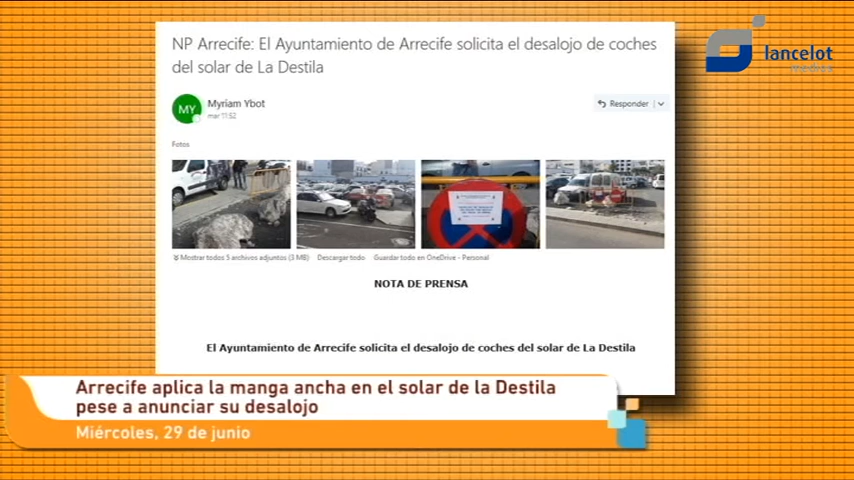 NP Arrecife: El Ayuntamiento de Arrecife solicita el desalojo de coches
del solar de La Destila
lancelot
medios
MY
Myriam Ybot
mar 11:52
Responder
Fotos
Mostrar todos 5 archivos adjuntos (3 MB) Descargar todo Guardar todo en OneDrive - Personal
NOTA DE PRENSA
El Ayuntamiento de Arrecife solicita el desalojo de coches del solar de La Destila
Arrecife aplica la manga ancha en el solar de la Destila
pese a anunciar su desalojo
Miércoles, 29 de junio